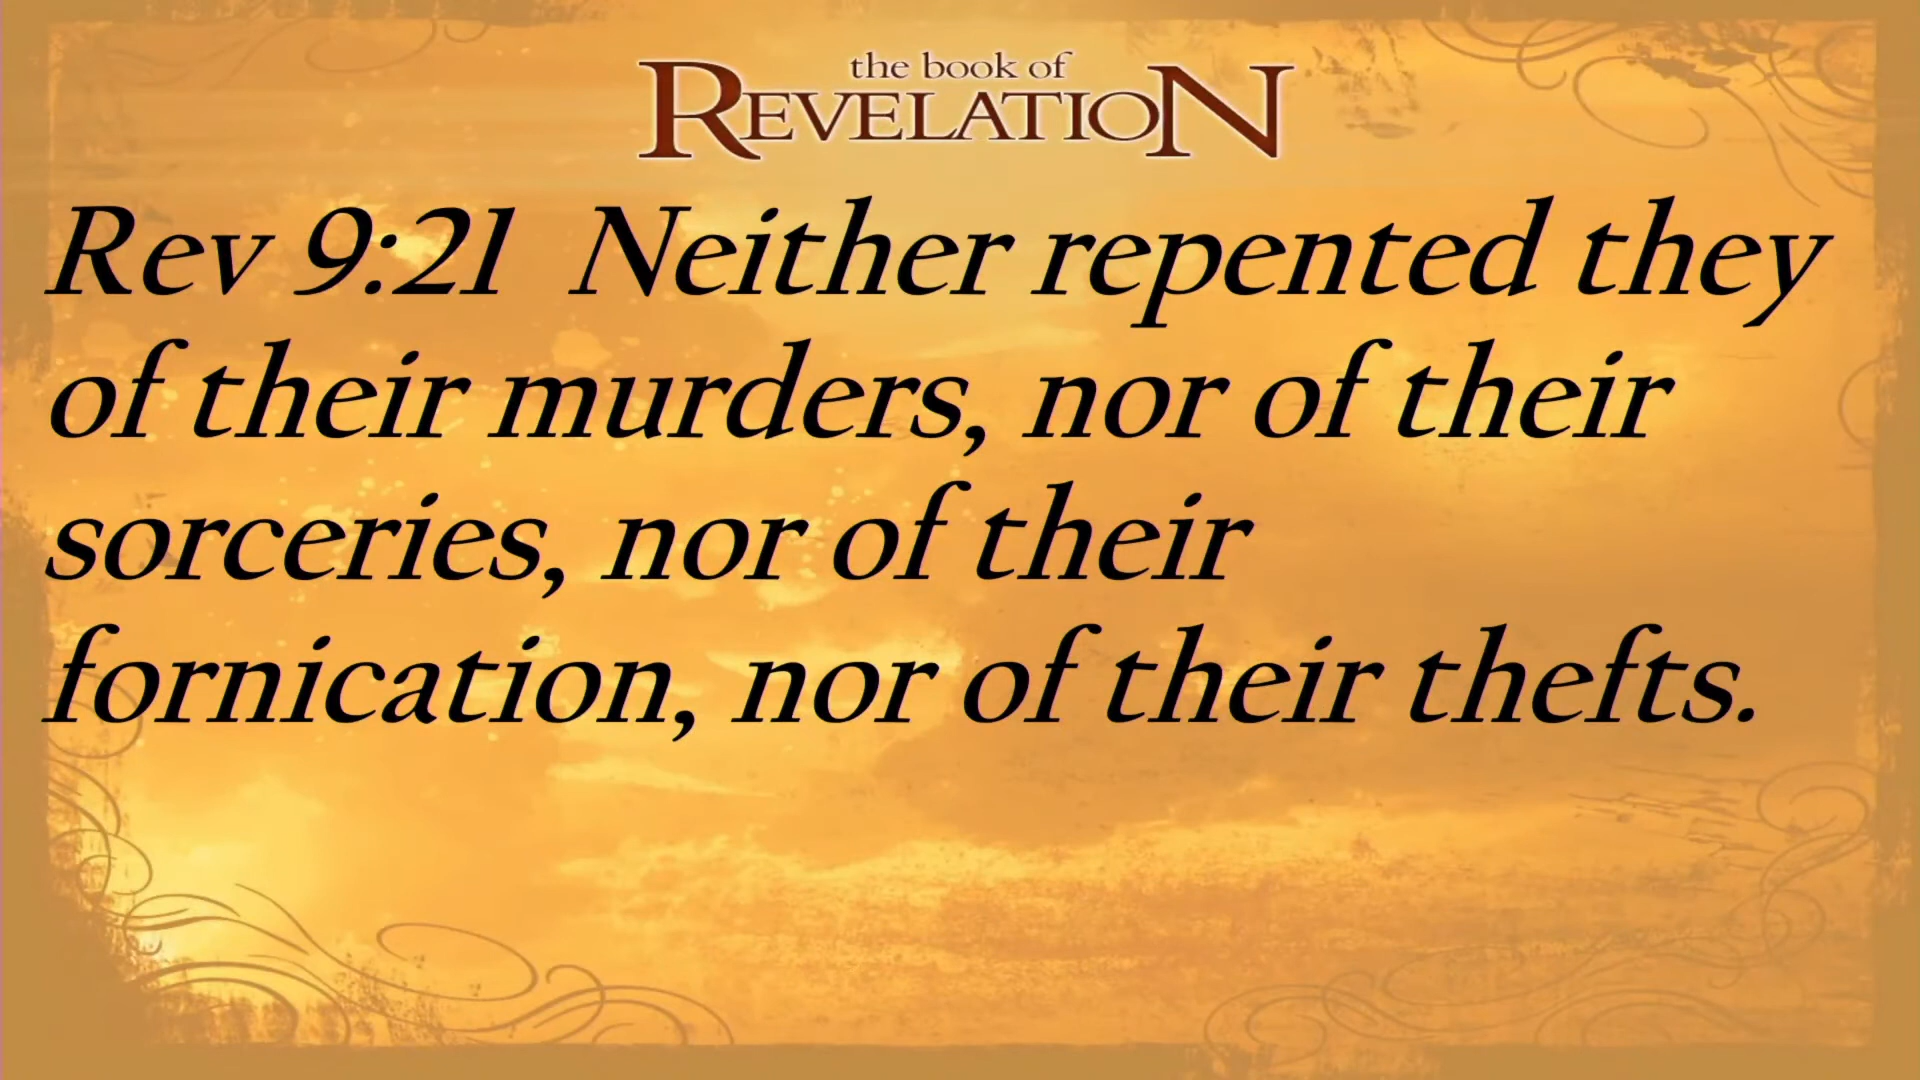 the book of
REVELATION
Rev 9:21 Neither repented they
of their murders, nor of their
sorceries, nor of their
fornication, nor of their thefts.